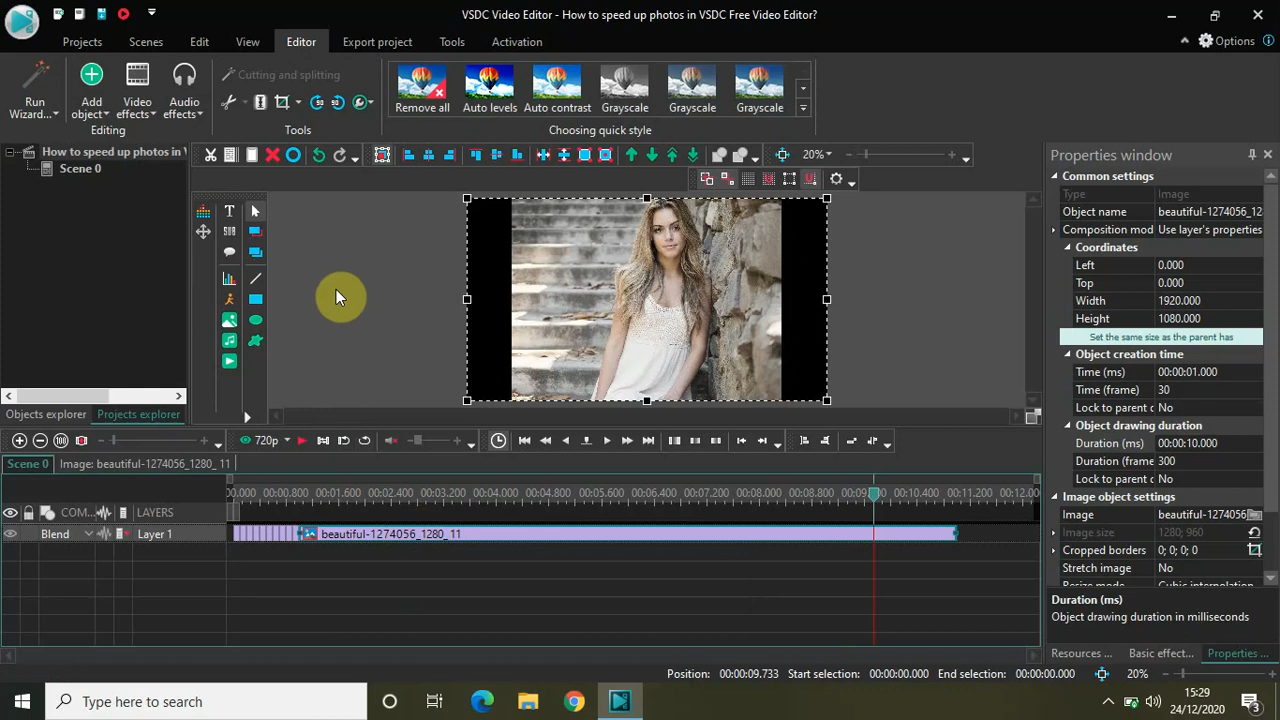 VSDC Video Editor - How to speed up photos in VSDC Free Video Editor?
Projects
Scenes
Edit
View
Editor
Export project
Tools
Activation
Options
Run
Wizard...
Add
object
Video
effects
Audio
effects
Editing
Cutting and splitting
Tools
Remove all
Auto levels
Auto contrast
Grayscale
Grayscale
Grayscale
Choosing quick style
How to speed up photos in V
Scene 0
20%
Properties window
Common settings
Type Image
Object name beautiful-1274056_12
Composition mod Use layer's properties
Coordinates
Left 0.000
Top 0.000
Width 1920.000
Height 1080.000
Set the same size as the parent has
Object creation time
Time (ms) 00:00:01.000
Time (frame) 30
Lock to parent c No
Object drawing duration
Duration (ms) 00:00:10.000
Duration (frame 300
Lock to parent c No
Image object settings
Image beautiful-1274056
Image size 1280; 960
Cropped borders 0; 0; 0; 0
Stretch image No
Resize mode Cubic interpolation
Duration (ms)
Object drawing duration in milliseconds
Resources ...
Basic effect...
Properties ...
Objects explorer
Projects explorer
720p
Scene 0
Image: beautiful-1274056_1280_ 11
00,000 00:00.800 00:01.600 00:02.400 00:03.200 00:04.000 00:04.800 00:05.600 00:06.400 00:07.200 00:08.000 00:08.800 00:09. 00:10.400 00:11.200 00:12.0
COM...
LAYERS
Blend
Layer 1
beautiful-1274056_1280_11
Position: 00:00:09.733
Start selection: 00:00:00.000
End selection: 00:00:00.000
20%
Type here to search
15:29
24/12/2020
3